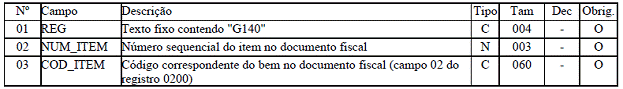 Nº Campo Descrição Tipo Tam Dec Obrig.
01 REG Texto fixo contendo "G140" C 004 - O
02 NUM_ITEM Número sequencial do item no documento fiscal N 003 - O
03 COD_ITEM Código correspondente do bem no documento fiscal (campo 02 do C 060 - O
registro 0200)